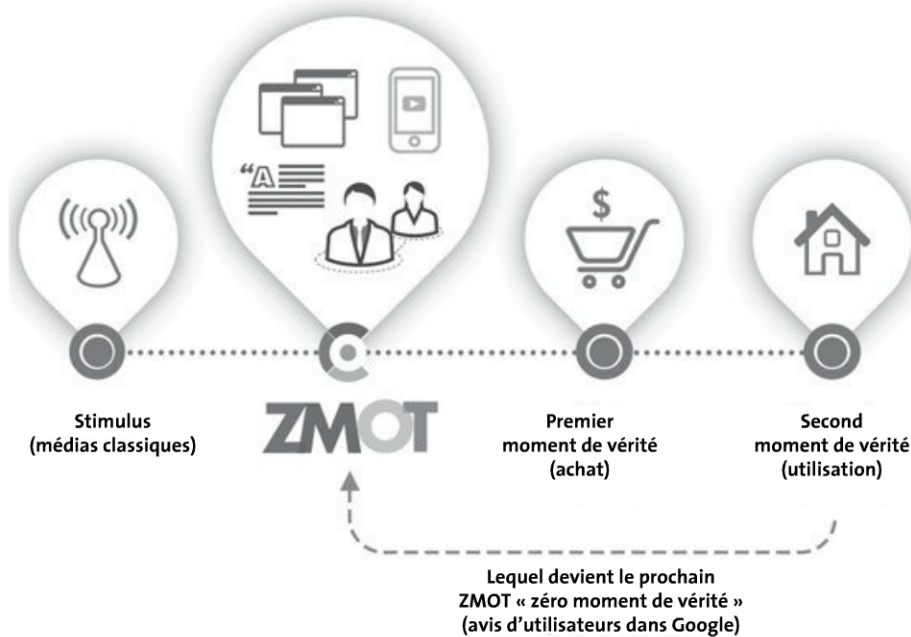 “A
$
Stimulus
(médias classiques)
ZMOT
Premier
moment de vérité
(achat)
Second
moment de vérité
(utilisation)
Lequel devient le prochain
ZMOT « zéro moment de vérité »
(avis d’utilisateurs dans Google)